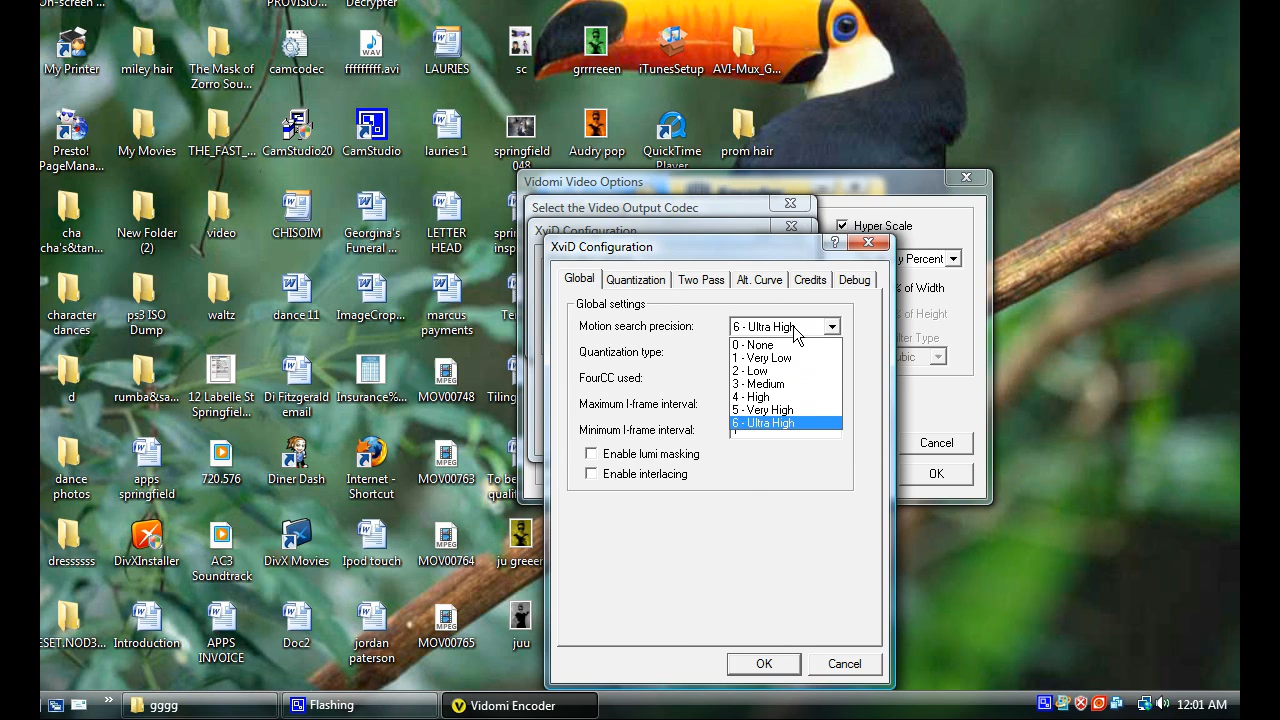 On-screen ...
PROVISIO...
Decrypter
My Printer
miley hair
The Mask of
Zorro Sou...
camcodec
fffffffff.avi
LAURIES
sc
grrrreeen
iTunesSetup
AVI-Mux_G...
Presto!
PageMana...
My Movies
THE_FAST_...
CamStudio20
CamStudio
lauries 1
springfield
048
Audry pop
QuickTime
Player
prom hair
cha
cha's&tan...
New Folder
(2)
video
CHISOIM
Georgina's
Funeral ...
LETTER
HEAD
character
dances
ps3 ISO
Dump
waltz
dance 11
ImageCrop...
marcus
payments
d
rumba&sa...
12 Labelle St
Springfiel...
Di Fitzgerald
email
Insurance%...
MOV00748
dance
photos
apps
springfield
720.576
Diner Dash
Internet -
Shortcut
MOV00763
dressssss
DivXInstaller
AC3
Soundtrack
DivX Movies
Ipod touch
MOV00764
ju greeer
ESET.NOD3...
Introduction
APPS
INVOICE
Doc2
jordan
paterson
MOV00765
juu
Vidomi Video Options
Select the Video Output Codec
XviD Configuration
Hyper Scale
y Percent
% of Width
% of Height
Cancel
OK
XviD Configuration
?
Global
Quantization
Two Pass
Alt. Curve
Credits
Debug
Global settings
Motion search precision:
6 - Ultra High
0 - None
1 - Very Low
2 - Low
3 - Medium
4 - High
5 - Very High
6 - Ultra High
Quantization type:
FourCC used:
Maximum I-frame interval:
Minimum I-frame interval:
Enable lumi masking
Enable interlacing
OK
Cancel
»
gggg
Flashing
Vidomi Encoder
12:01 AM